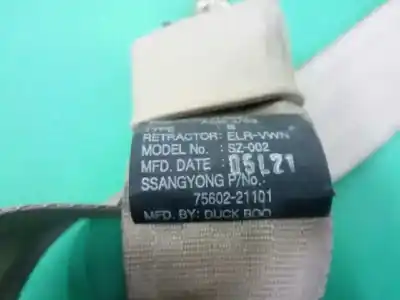 TYPE : B
RETRACTOR: ELR-VWN
MODEL No. : SZ-002
MFD. DATE : 05L21
SSANGYONG P/No.-
75602-21101
MFD. BY: DUCK BOO